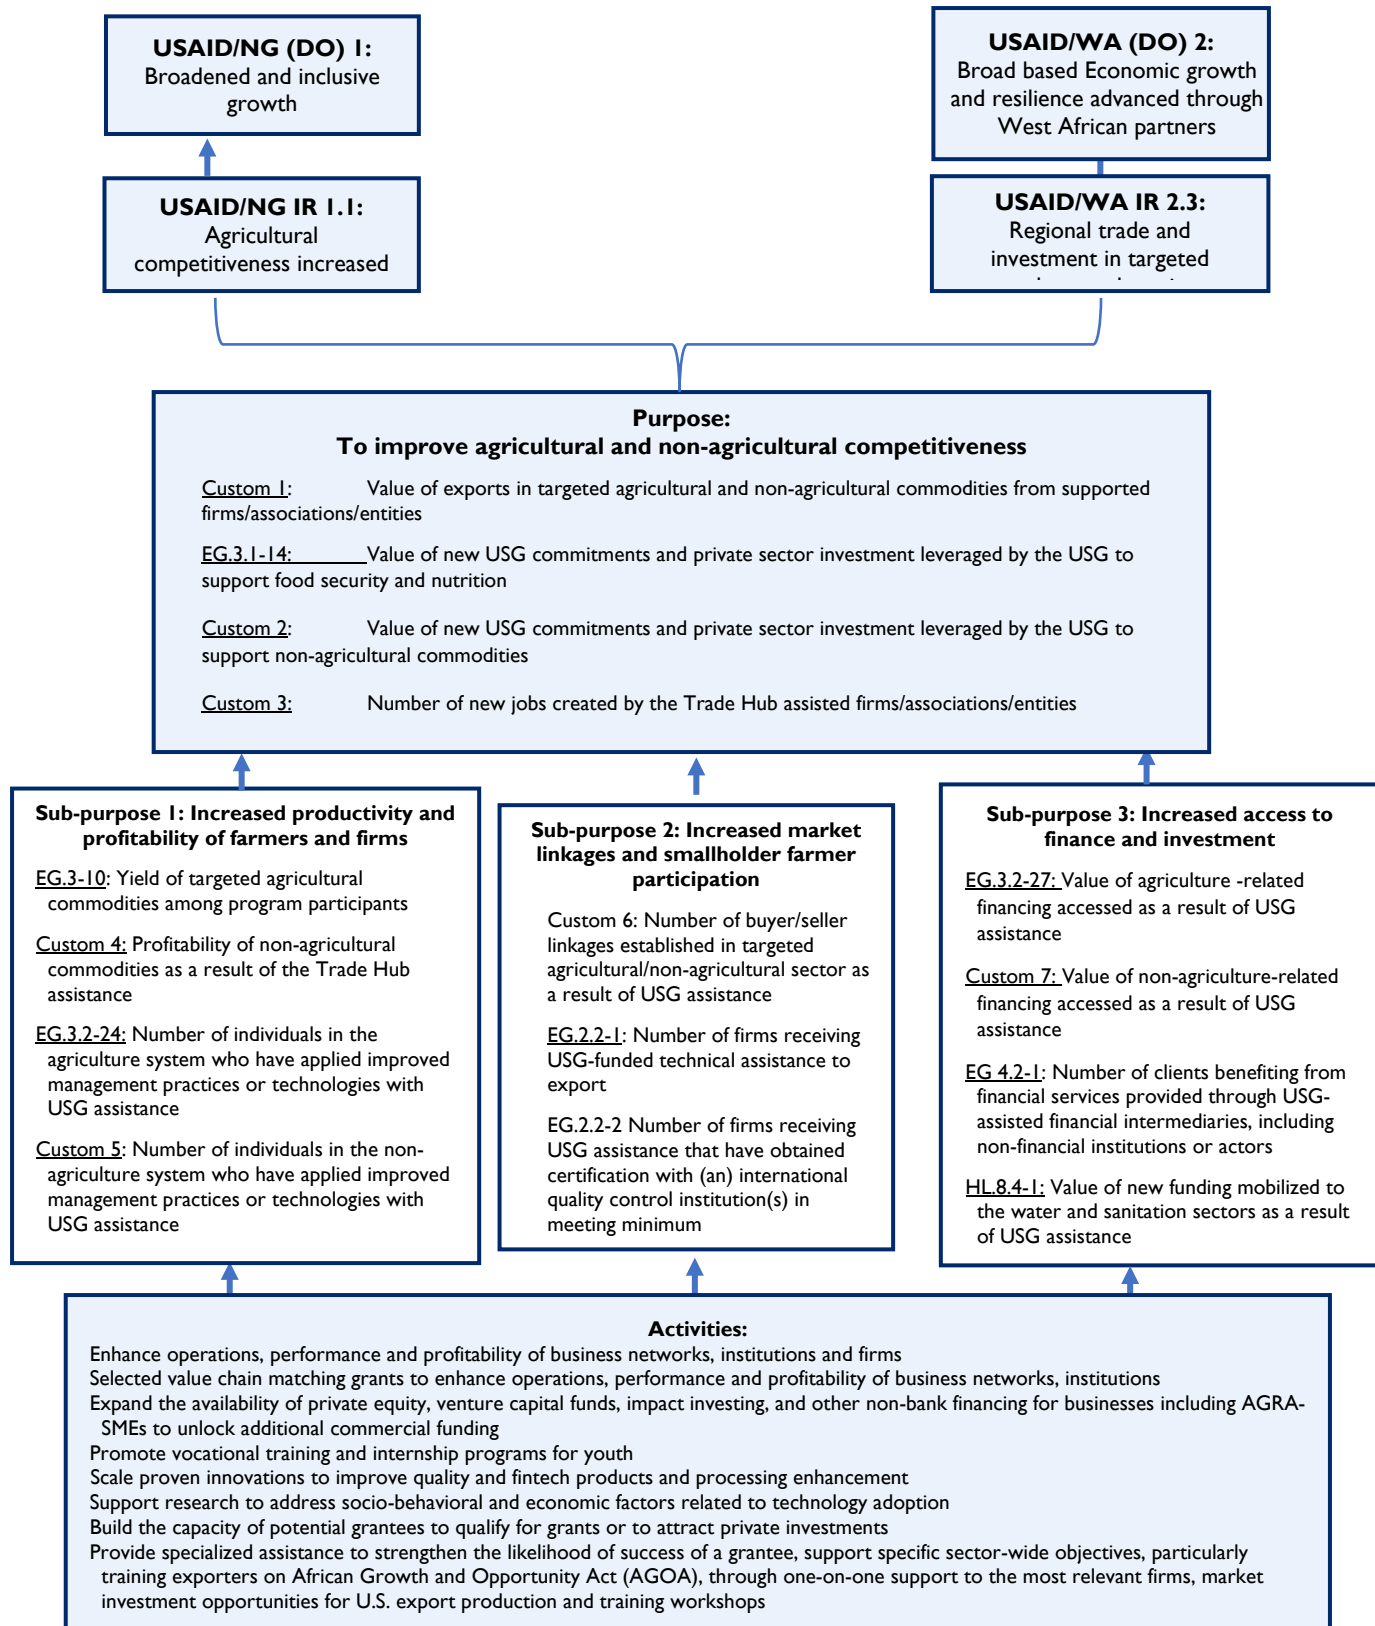 USAID/NG (DO) 1:
Broadened and inclusive
growth
USAID/WA (DO) 2:
Broad based Economic growth
and resilience advanced through
West African partners
USAID/NG IR 1.1:
Agricultural
competitiveness increased
USAID/WA IR 2.3:
Regional trade and
investment in targeted
Purpose:
To improve agricultural and non-agricultural competitiveness
Custom 1: Value of exports in targeted agricultural and non-agricultural commodities from supported
firms/associations/entities
EG.3.1-14: Value of new USG commitments and private sector investment leveraged by the USG to
support food security and nutrition
Custom 2: Value of new USG commitments and private sector investment leveraged by the USG to
support non-agricultural commodities
Custom 3: Number of new jobs created by the Trade Hub assisted firms/associations/entities
Sub-purpose 1: Increased productivity and
profitability of farmers and firms
EG.3-10: Yield of targeted agricultural
commodities among program participants
Custom 4: Profitability of non-agricultural
commodities as a result of the Trade Hub
assistance
EG.3.2-24: Number of individuals in the
agriculture system who have applied improved
management practices or technologies with
USG assistance
Custom 5: Number of individuals in the non-
agriculture system who have applied improved
management practices or technologies with
USG assistance
Sub-purpose 2: Increased market
linkages and smallholder farmer
participation
Custom 6: Number of buyer/seller
linkages established in targeted
agricultural/non-agricultural sector as
a result of USG assistance
EG.2.2-1: Number of firms receiving
USG-funded technical assistance to
export
EG.2.2-2 Number of firms receiving
USG assistance that have obtained
certification with (an) international
quality control institution(s) in
meeting minimum
Sub-purpose 3: Increased access to
finance and investment
EG.3.2-27: Value of agriculture -related
financing accessed as a result of USG
assistance
Custom 7: Value of non-agriculture-related
financing accessed as a result of USG
assistance
EG 4.2-1: Number of clients benefiting from
financial services provided through USG-
assisted financial intermediaries, including
non-financial institutions or actors
HL.8.4-1: Value of new funding mobilized to
the water and sanitation sectors as a result
of USG assistance
Activities:
Enhance operations, performance and profitability of business networks, institutions and firms
Selected value chain matching grants to enhance operations, performance and profitability of business networks, institutions
Expand the availability of private equity, venture capital funds, impact investing, and other non-bank financing for businesses including AGRA-
SMEs to unlock additional commercial funding
Promote vocational training and internship programs for youth
Scale proven innovations to improve quality and fintech products and processing enhancement
Support research to address socio-behavioral and economic factors related to technology adoption
Build the capacity of potential grantees to qualify for grants or to attract private investments
Provide specialized assistance to strengthen the likelihood of success of a grantee, support specific sector-wide objectives, particularly
training exporters on African Growth and Opportunity Act (AGOA), through one-on-one support to the most relevant firms, market
investment opportunities for U.S. export production and training workshops